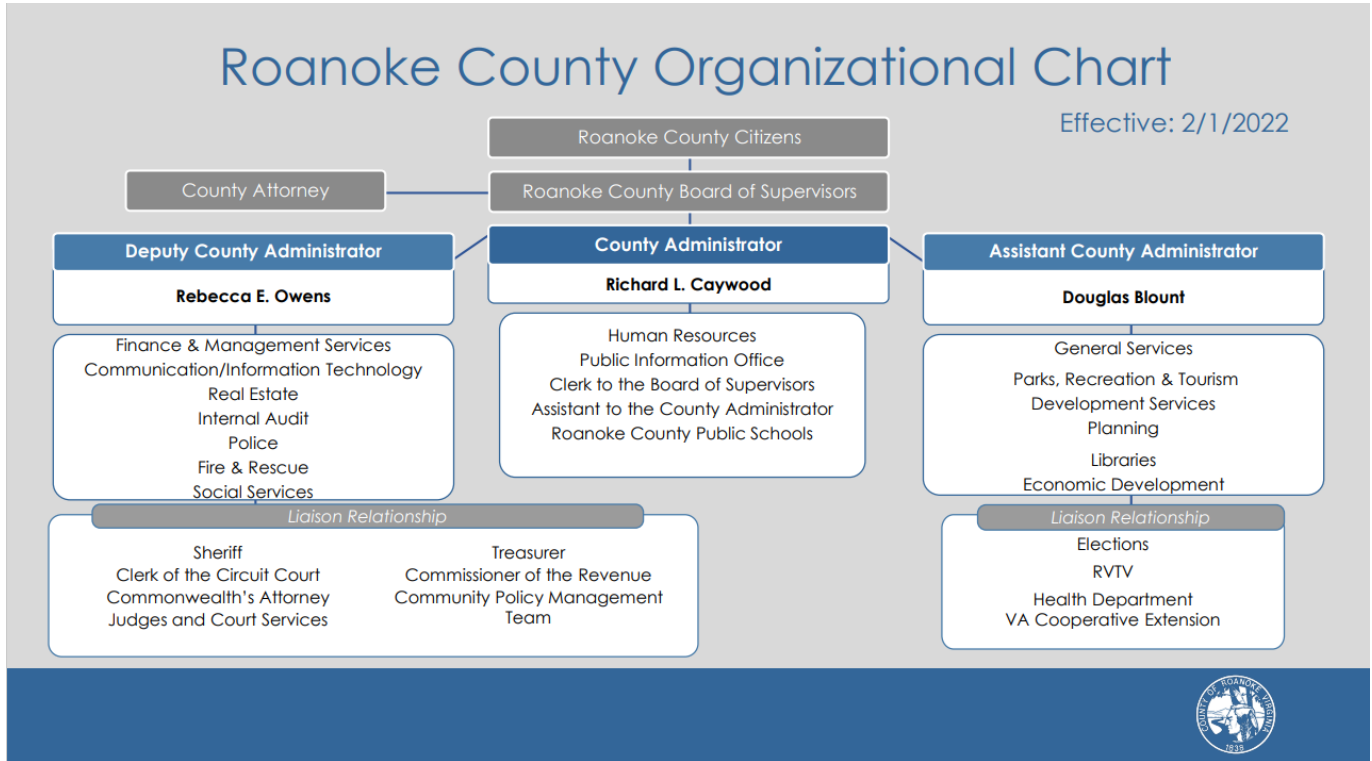 Roanoke County Organizational Chart
Effective: 2/1/2022
Roanoke County Citizens
County Attorney
Roanoke County Board of Supervisors
Deputy County Administrator
Rebecca E. Owens
Finance & Management Services
Communication/Information Technology
Real Estate
Internal Audit
Police
Fire & Rescue
Social Services
Liaison Relationship
Sheriff
Clerk of the Circuit Court
Commonwealth's Attorney
Judges and Court Services
Treasurer
Commissioner of the Revenue
Community Policy Management
Team
County Administrator
Richard L. Caywood
Human Resources
Public Information Office
Clerk to the Board of Supervisors
Assistant to the County Administrator
Roanoke County Public Schools
Assistant County Administrator
Douglas Blount
General Services
Parks, Recreation & Tourism
Development Services
Planning
Libraries
Economic Development
Liaison Relationship
Elections
RVTV
Health Department
VA Cooperative Extension
COUNTY OF ROANOKE VIRGINIA
1838